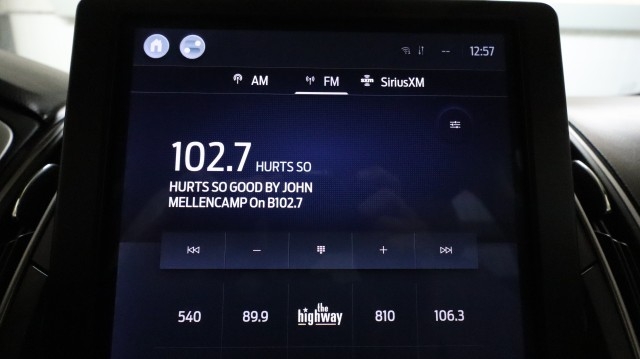 -- 12:57
AM FM SXM SiriusXM
102.7 HURTS SO
HURTS SO GOOD BY JOHN
MELLENCAMP On B102.7
540 89.9 the highway 810 106.3